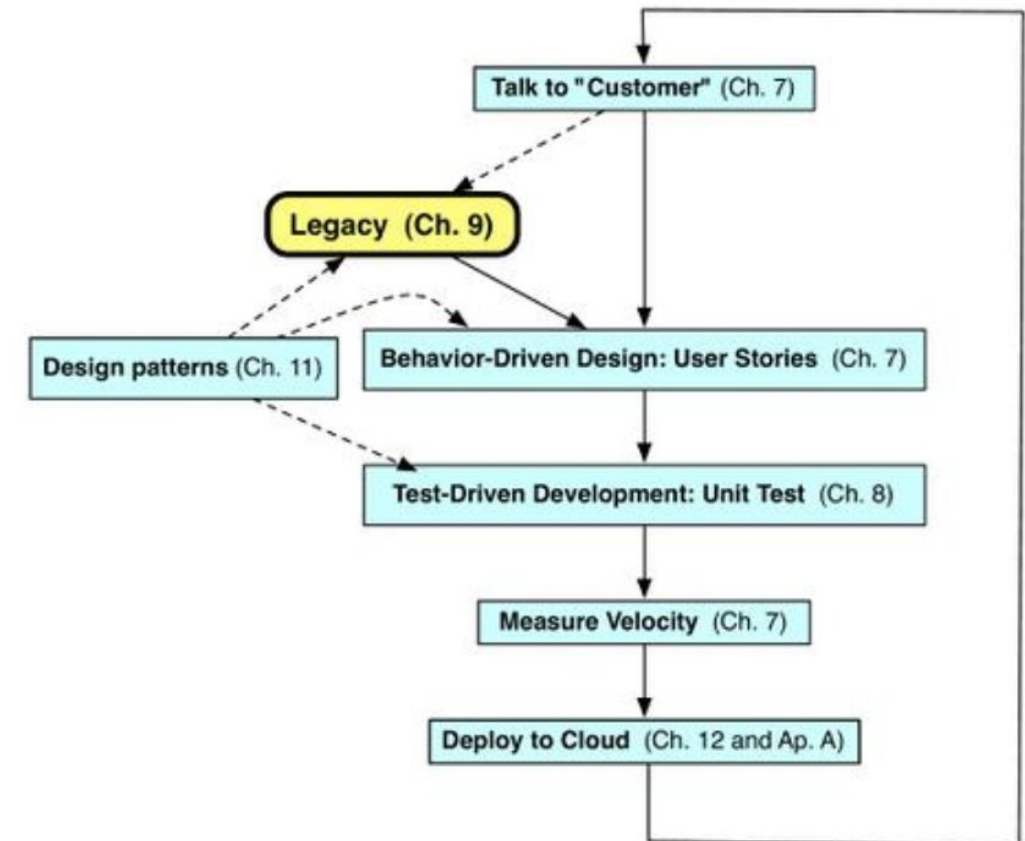 Talk to "Customer" (Ch. 7)
Legacy (Ch. 9)
Design patterns (Ch. 11)
Behavior-Driven Design: User Stories (Ch. 7)
Test-Driven Development: Unit Test (Ch. 8)
Measure Velocity (Ch. 7)
Deploy to Cloud (Ch. 12 and Ap. A)